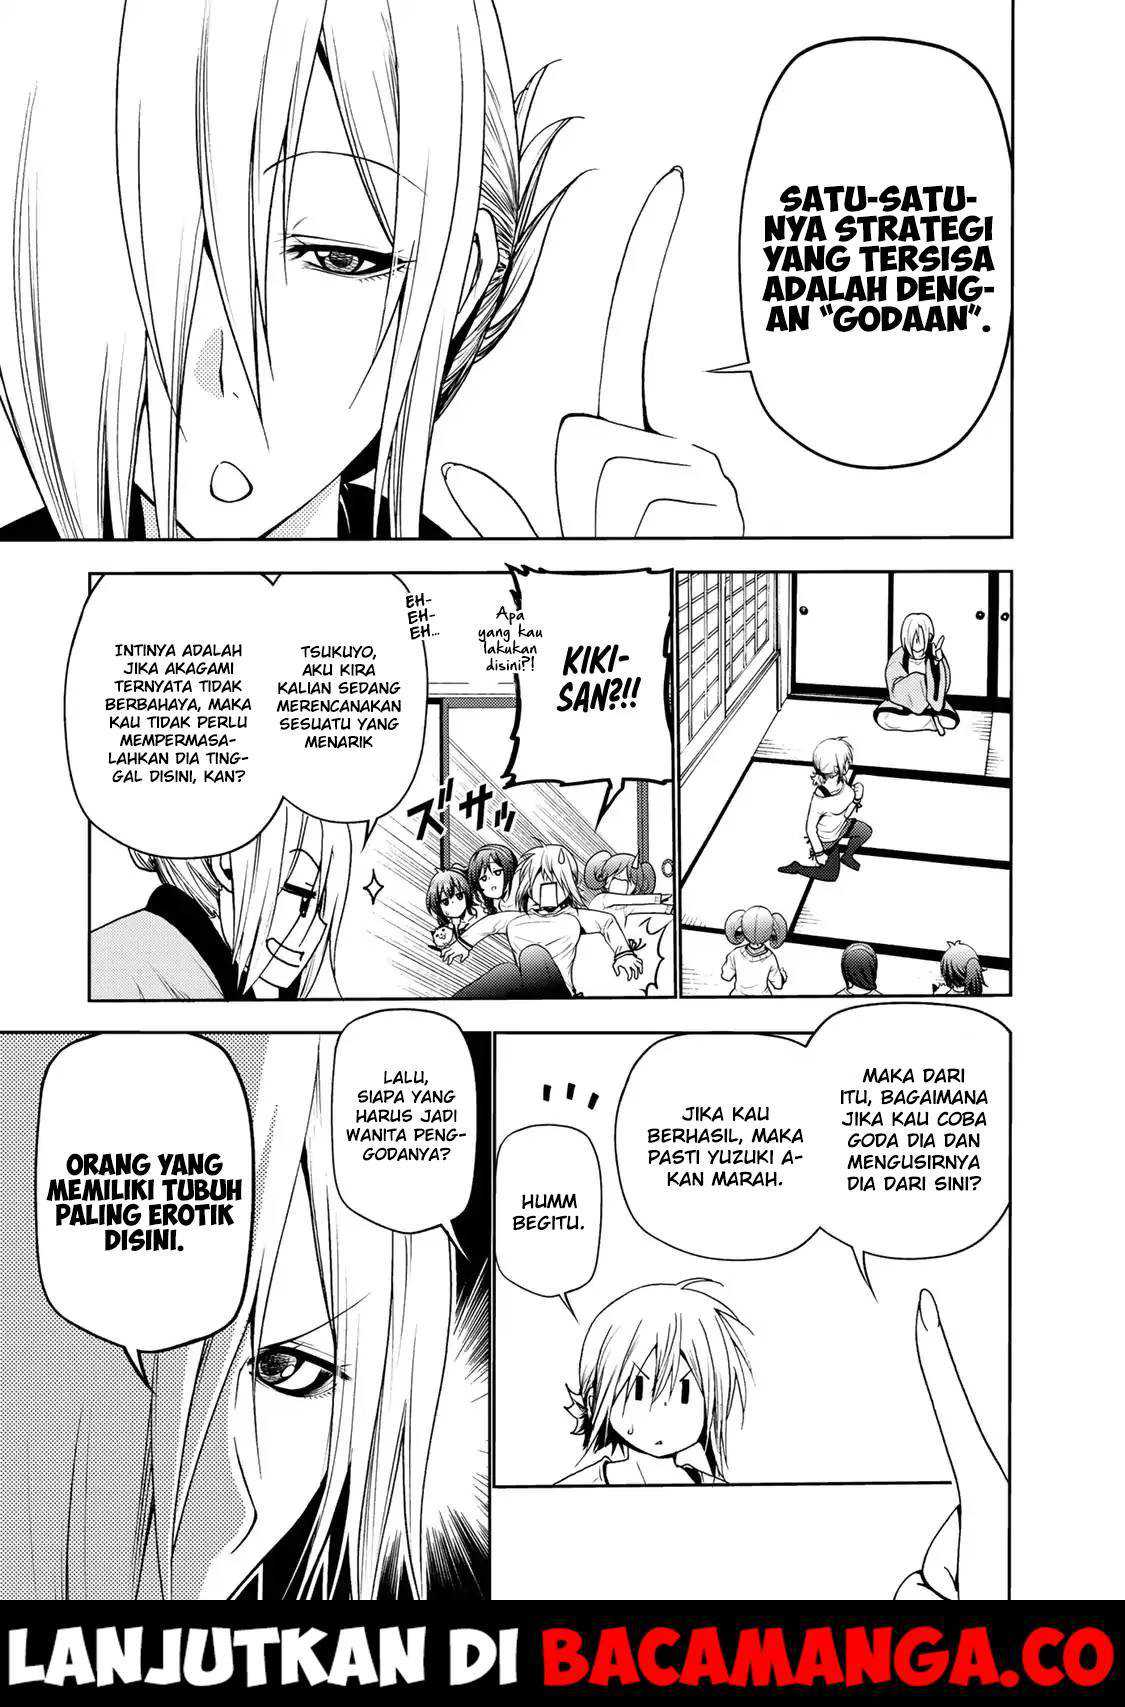 SATU-SATU-
NYA STRATEGI
YANG TERSISA
ADALAH DENG-
AN "GODAAN".
KIKI-
SAN?!!
Apa
yang kau
lakukan
disini?!
EH-
EH-
EH...
ズザッ
TSUKUYO,
AKU KIRA
KALIAN SEDANG
MERENCANAKAN
SESUATU YANG
MENARIK
INTINYA ADALAH
JIKA AKAGAMI
TERNYATA TIDAK
BERBAHAYA, MAKA
KAU TIDAK PERLU
MEMPERMASA-
LAHKAN DIA TING-
GAL DISINI, KAN?
MAKA DARI
ITU, BAGAIMANA
JIKA KAU COBA
GODA DIA DAN
MENGUSIRNYA
DIA DARI SINI?
JIKA KAU
BERHASIL, MAKA
PASTI YUZUKI A-
KAN MARAH.
HUMM
BEGITU.
LALU,
SIAPA YANG
HARUS JADI
WANITA PENG-
GODANYA?
ORANG YANG
MEMILIKI TUBUH
PALING EROTIK
DISINI.
LANJUTKAN DI BACAMANGA.CO